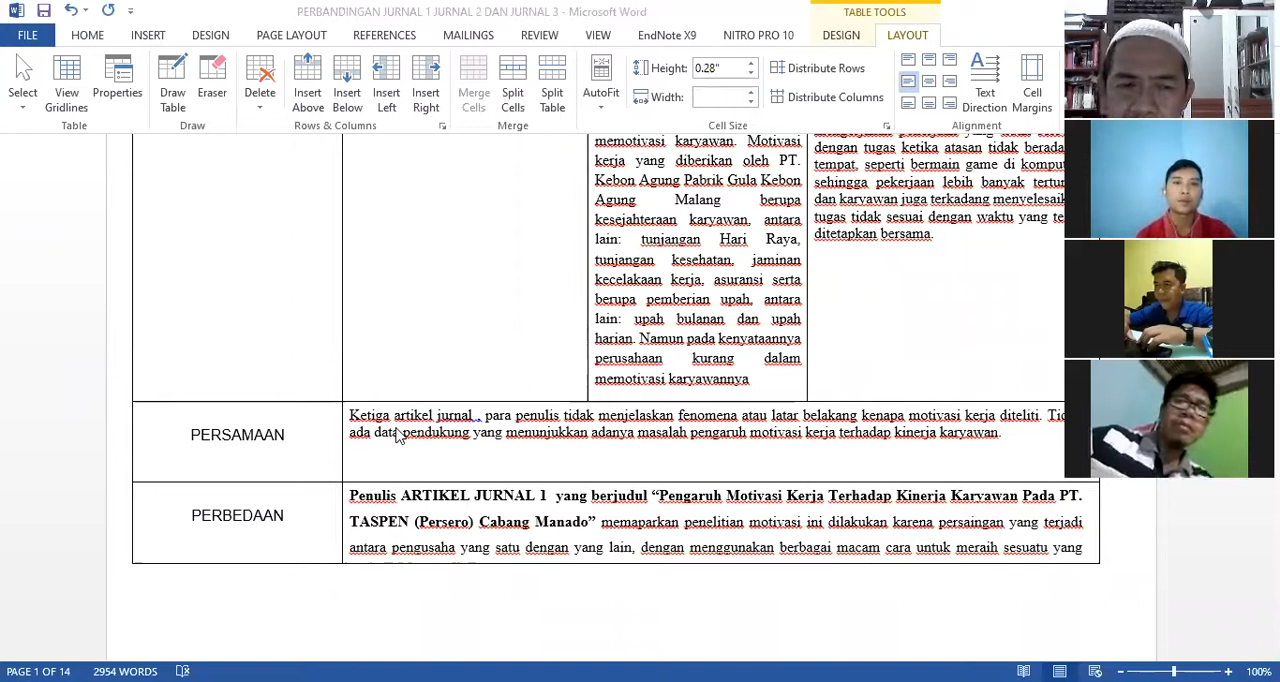 PERBANDINGAN JURNAL 1 JURNAL 2 DAN JURNAL 3 - Microsoft Word
TABLE TOOLS
FILE HOME INSERT DESIGN PAGE LAYOUT REFERENCES MAILINGS REVIEW VIEW EndNote X9 NITRO PRO 10 DESIGN LAYOUT
Select View Gridlines Properties Draw Table Eraser Delete Insert Above Insert Below Insert Left Insert Right Merge Cells Split Cells Split Table AutoFit Height: 0.28" Width: Distribute Rows Distribute Columns Text Direction Cell Margins
Table Draw Rows & Columns Merge Cell Size Alignment
memotivasi karyawan. Motivasi
kerja yang diberikan oleh PT.
Kebon Agung Pabrik Gula Kebon
Agung Malang berupa
kesejahteraan karyawan, antara
lain: tunjangan Hari Raya,
tunjangan kesehatan, jaminan
kecelakaan kerja, asuransi serta
berupa pemberian upah, antara
lain: upah bulanan dan upah
harian. Namun pada kenyataannya
perusahaan kurang dalam
memotivasi karyawannya
dengan tugas ketika atasan tidak berada
tempat, seperti bermain game di komput
sehingga pekerjaan lebih banyak tertun
dan karyawan juga terkadang menyelesaik
tugas tidak sesuai dengan waktu yang te
ditetapkan bersama.
PERSAMAAN
Ketiga artikel jurnal , para penulis tidak menjelaskan fenomena atau latar belakang kenapa motivasi kerja diteliti. Tid
ada data pendukung yang menunjukkan adanya masalah pengaruh motivasi kerja terhadap kinerja karyawan.
PERBEDAAN
Penulis ARTIKEL JURNAL 1 yang berjudul “Pengaruh Motivasi Kerja Terhadap Kinerja Karyawan Pada PT.
TASPEN (Persero) Cabang Manado” memaparkan penelitian motivasi ini dilakukan karena persaingan yang terjadi
antara pengusaha yang satu dengan yang lain, dengan menggunakan berbagai macam cara untuk meraih sesuatu yang
PAGE 1 OF 14 2954 WORDS 100%